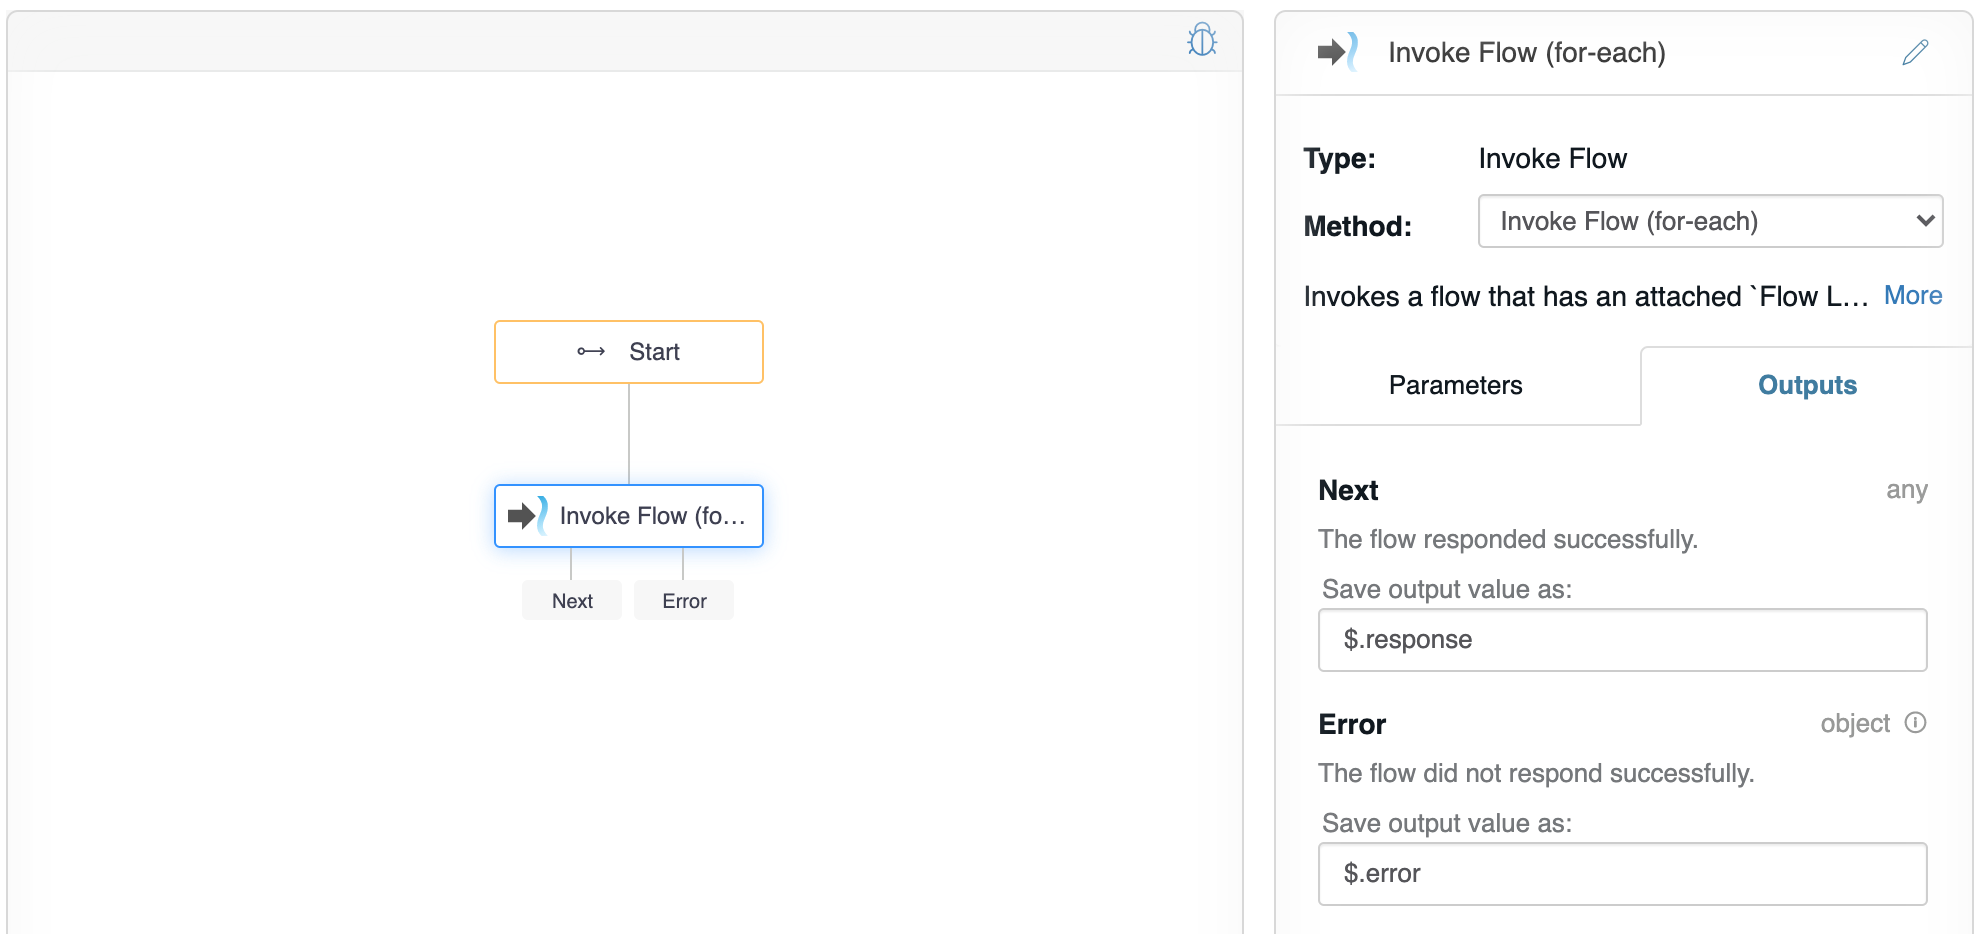 Start
Invoke Flow (fo...
Next
Error
Invoke Flow (for-each)
Type:
Invoke Flow
Method:
Invoke Flow (for-each)
Invokes a flow that has an attached `Flow L... More
Parameters
Outputs
Next
any
The flow responded successfully.
Save output value as:
$.response
Error
object
The flow did not respond successfully.
Save output value as:
$.error